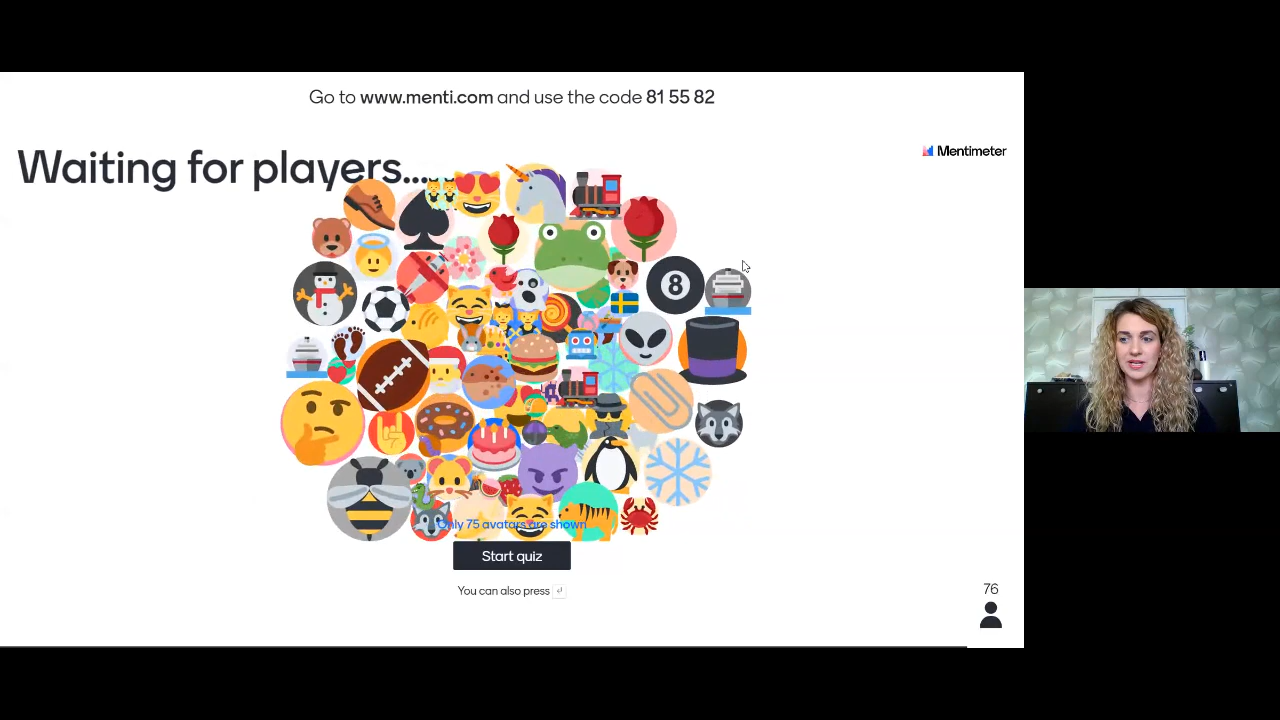 Go to www.menti.com and use the code 81 55 82
Mentimeter
Waiting for players...
8
Only 75 avatars are shown
Start quiz
You can also press ↵
76